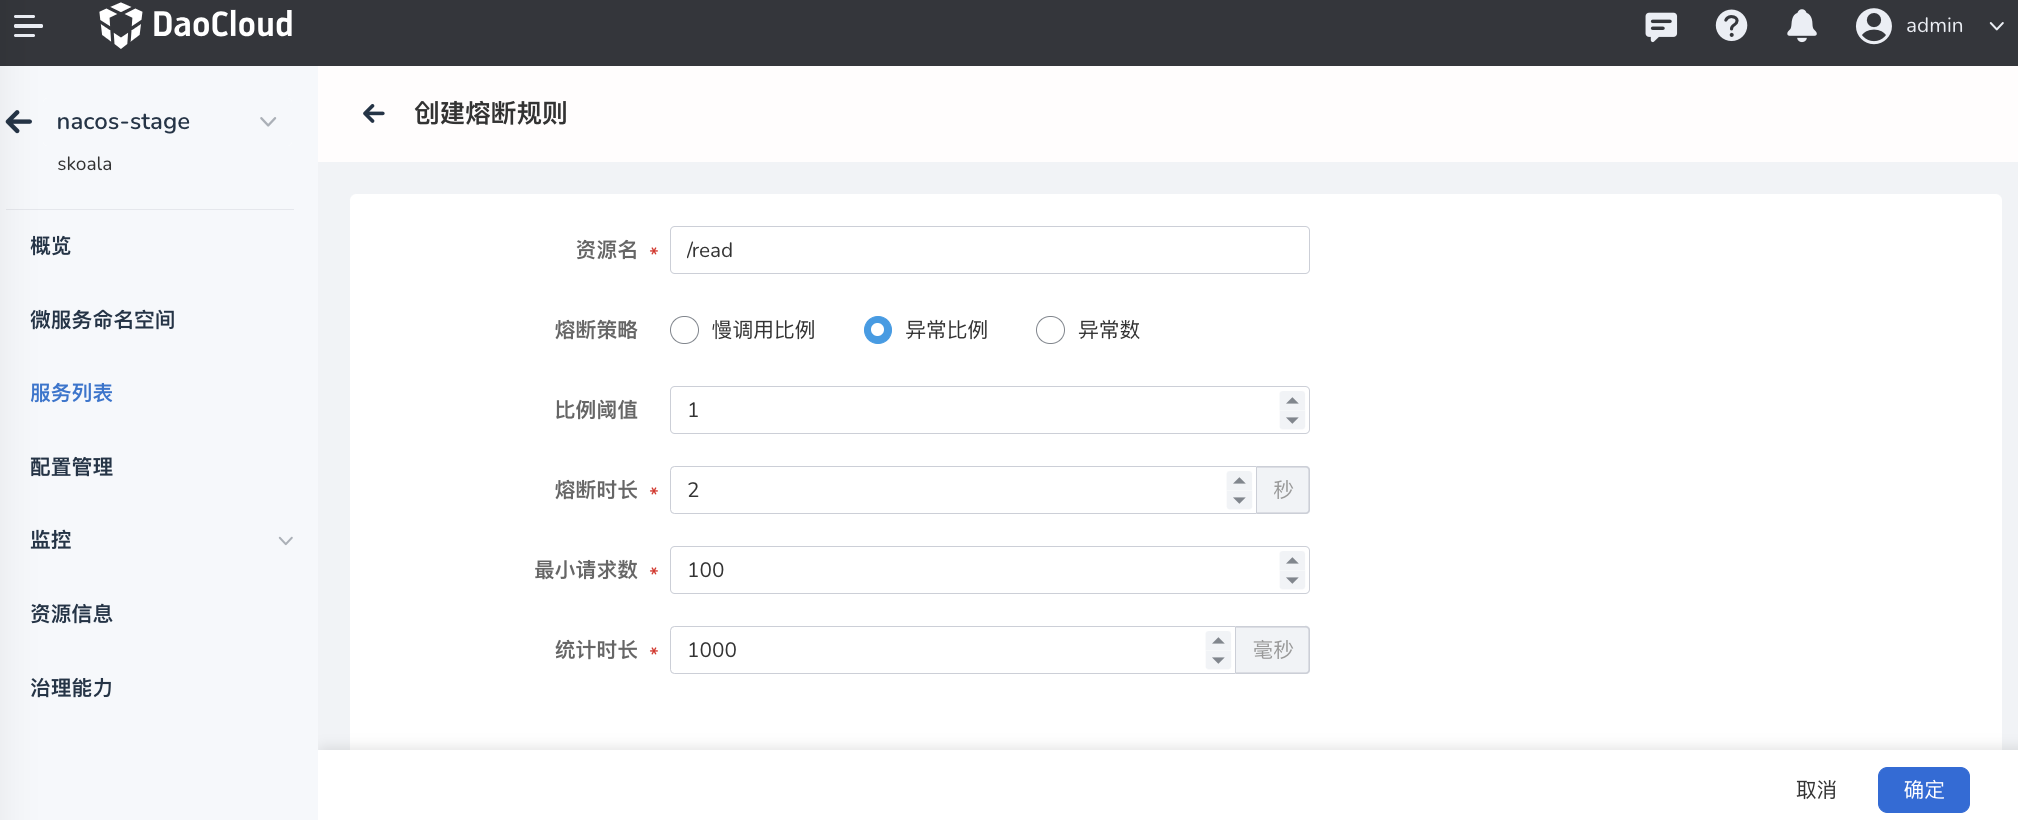 DaoCloud
admin
nacos-stage
skoala
概览
微服务命名空间
服务列表
配置管理
监控
资源信息
治理能力
创建熔断规则
资源名 * /read
熔断策略 慢调用比例 异常比例 异常数
比例阈值 1
熔断时长 * 2 秒
最小请求数 * 100
统计时长 * 1000 毫秒
取消 确定